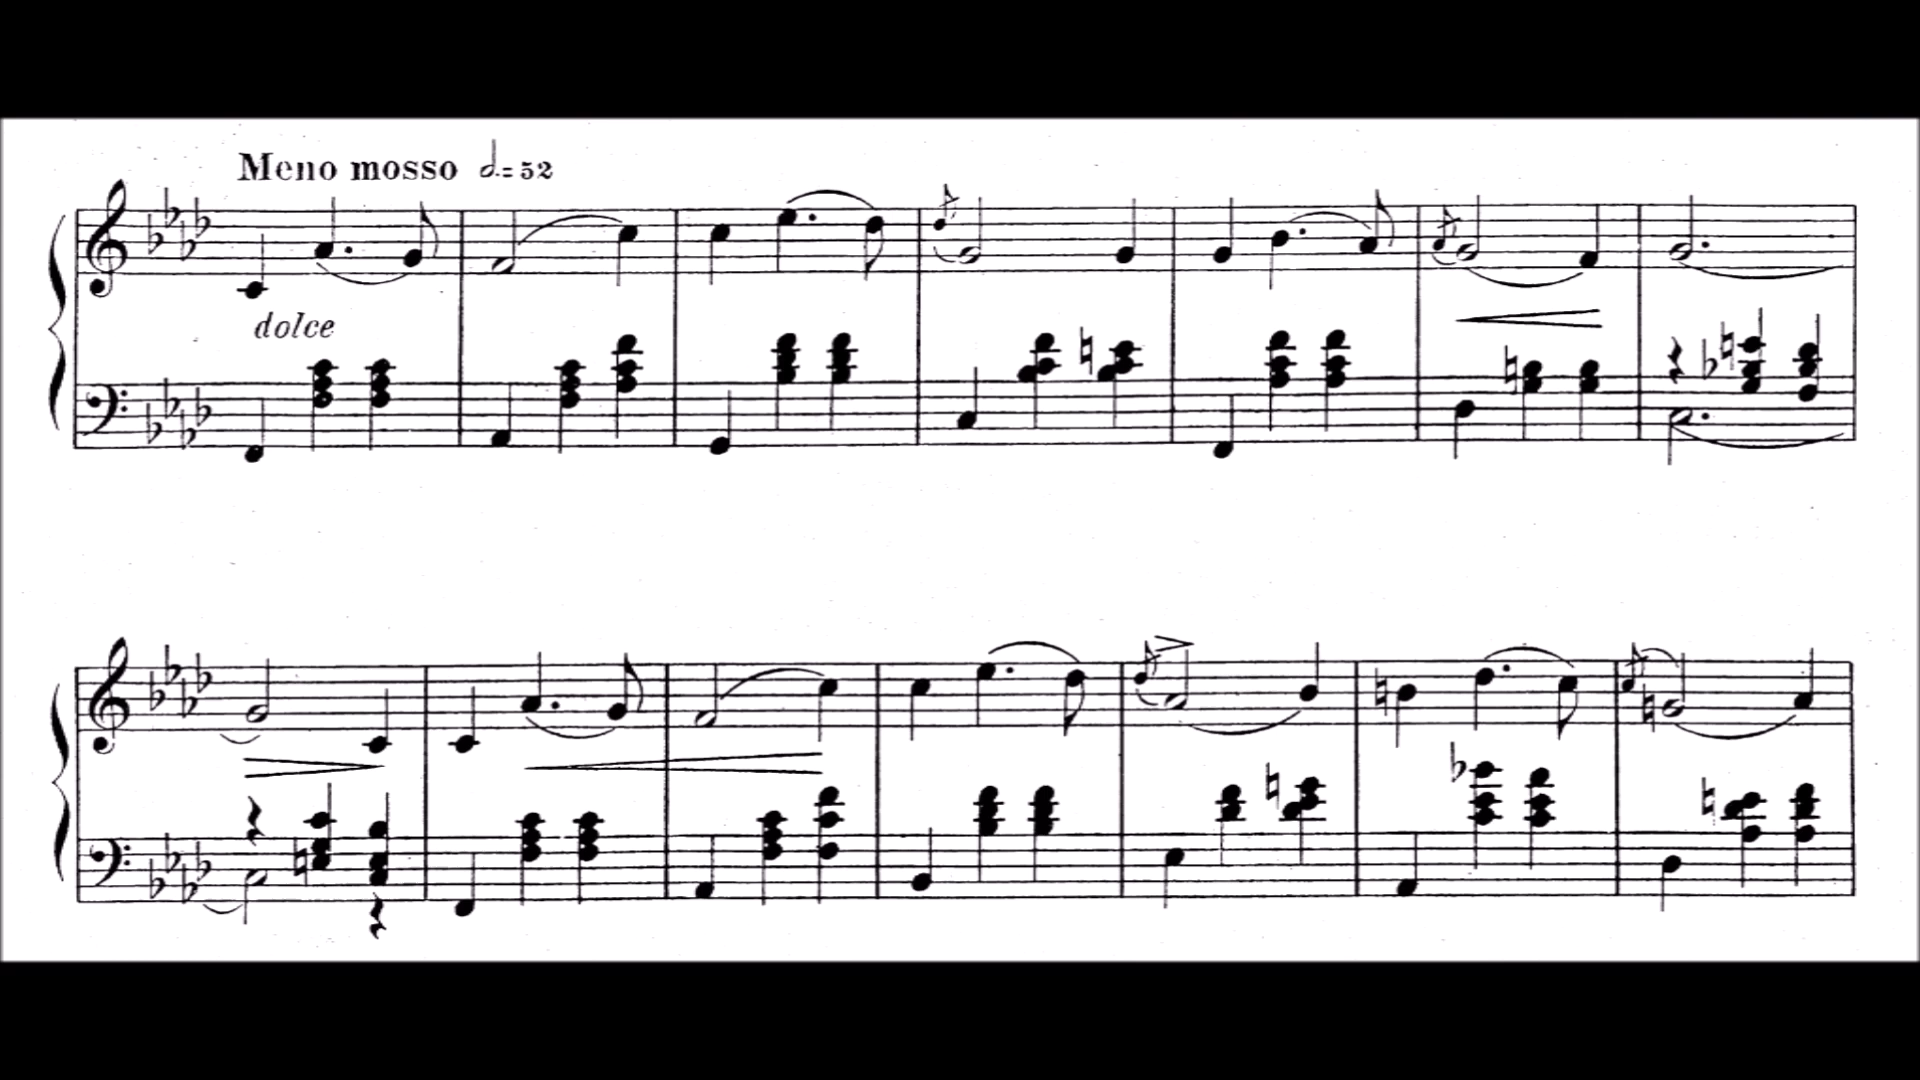 Meno mosso 𝅗𝅥. = 52
dolce